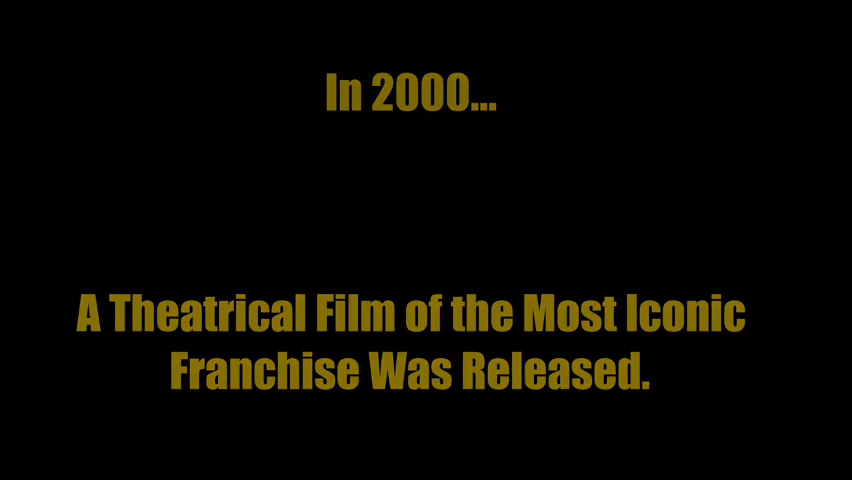 In 2000...
A Theatrical Film of the Most Iconic
Franchise Was Released.